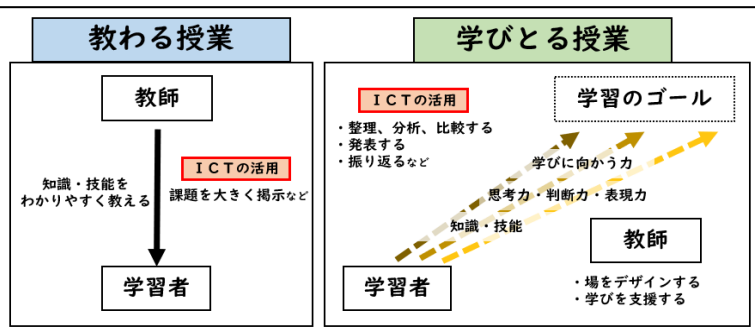 教わる授業
教師
ICTの活用
知識・技能を
わかりやすく教える
課題を大きく掲示など
学習者
学びとる授業
ICTの活用
・整理、分析、比較する
・発表する
・振り返るなど
学習のゴール
学びに向かう力
思考力・判断力・表現力
知識・技能
教師
学習者
・場をデザインする
・学びを支援する